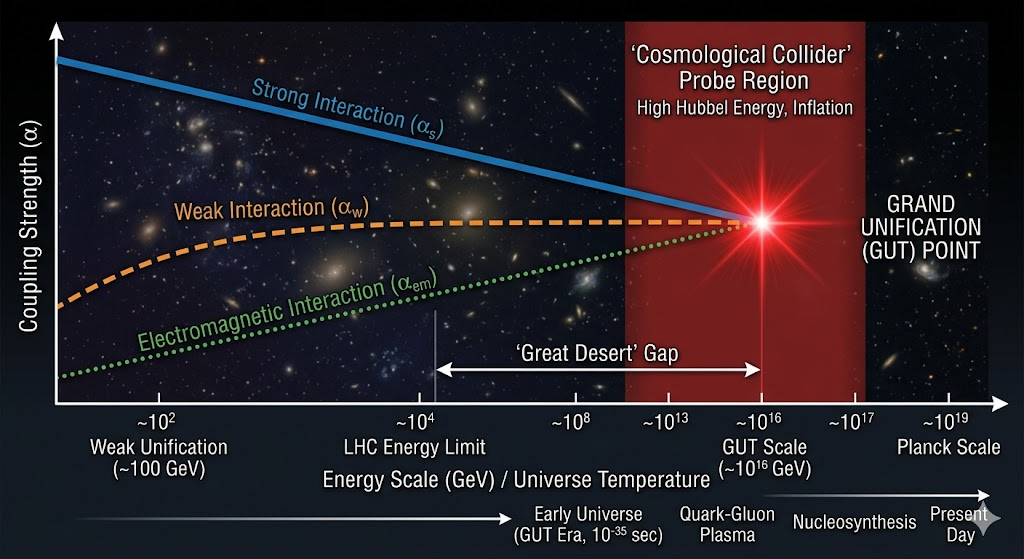 'Cosmological Collider'
Probe Region
High Hubbel Energy, Inflation
Strong Interaction (αs)
Weak Interaction (αw)
Electromagnetic Interaction (αem)
GRAND
UNIFICATION
(GUT) POINT
Coupling Strength (α)
'Great Desert' Gap
~10²
~10⁴
~10⁸
~10¹³
~10¹⁶
~10¹⁷
~10¹⁹
Weak Unification
(~100 GeV)
LHC Energy Limit
GUT Scale
(~10¹⁶ GeV)
Planck Scale
Energy Scale (GeV) / Universe Temperature
Early Universe
(GUT Era, 10⁻³⁵ sec)
Quark-Gluon
Plasma
Nucleosynthesis
Present
Day